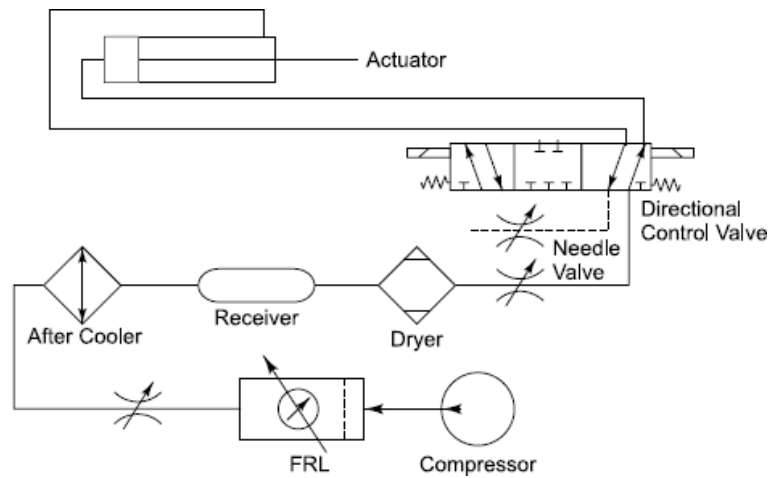 Actuator
Directional
Control Valve
Needle
Valve
After Cooler
Receiver
Dryer
FRL
Compressor